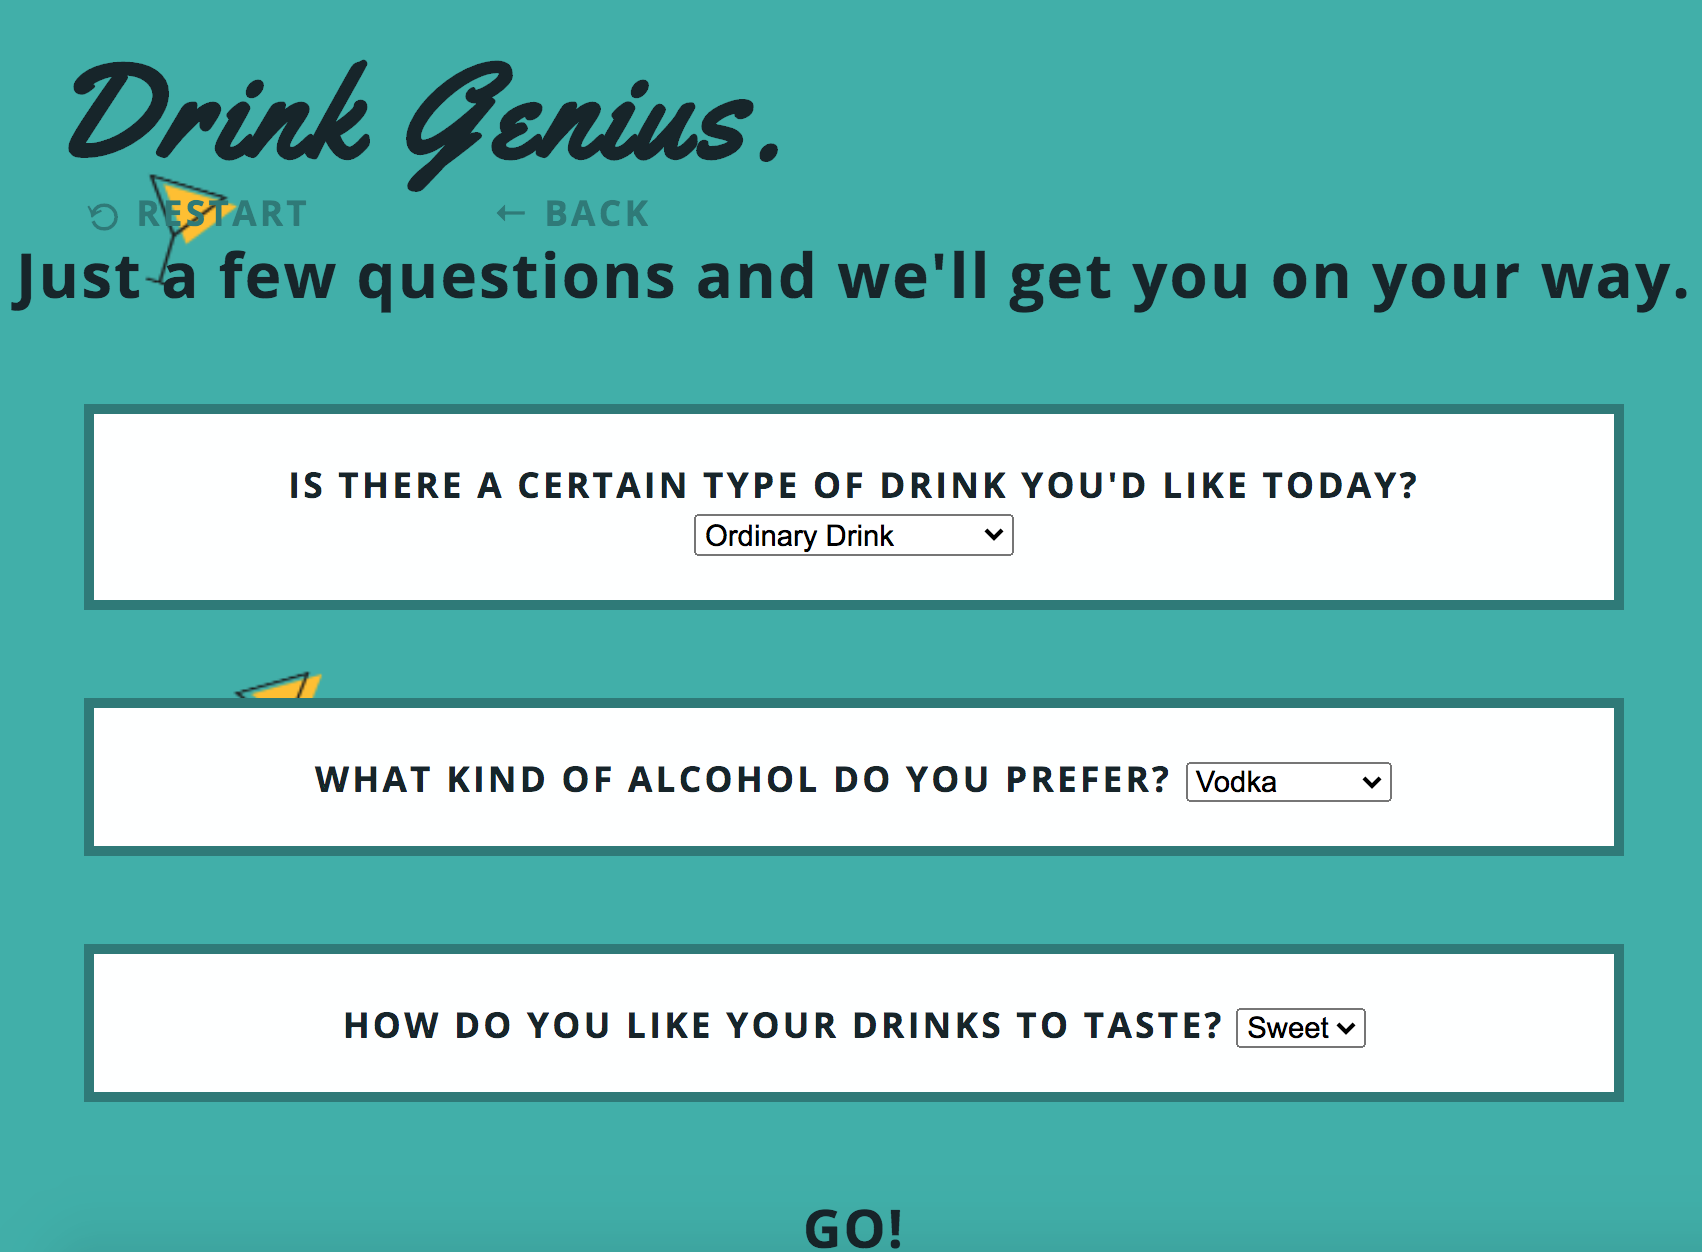 Drink Genius.
RESTART
← BACK
Just a few questions and we'll get you on your way.
IS THERE A CERTAIN TYPE OF DRINK YOU'D LIKE TODAY?
Ordinary Drink
WHAT KIND OF ALCOHOL DO YOU PREFER? Vodka
HOW DO YOU LIKE YOUR DRINKS TO TASTE? Sweet
GO!